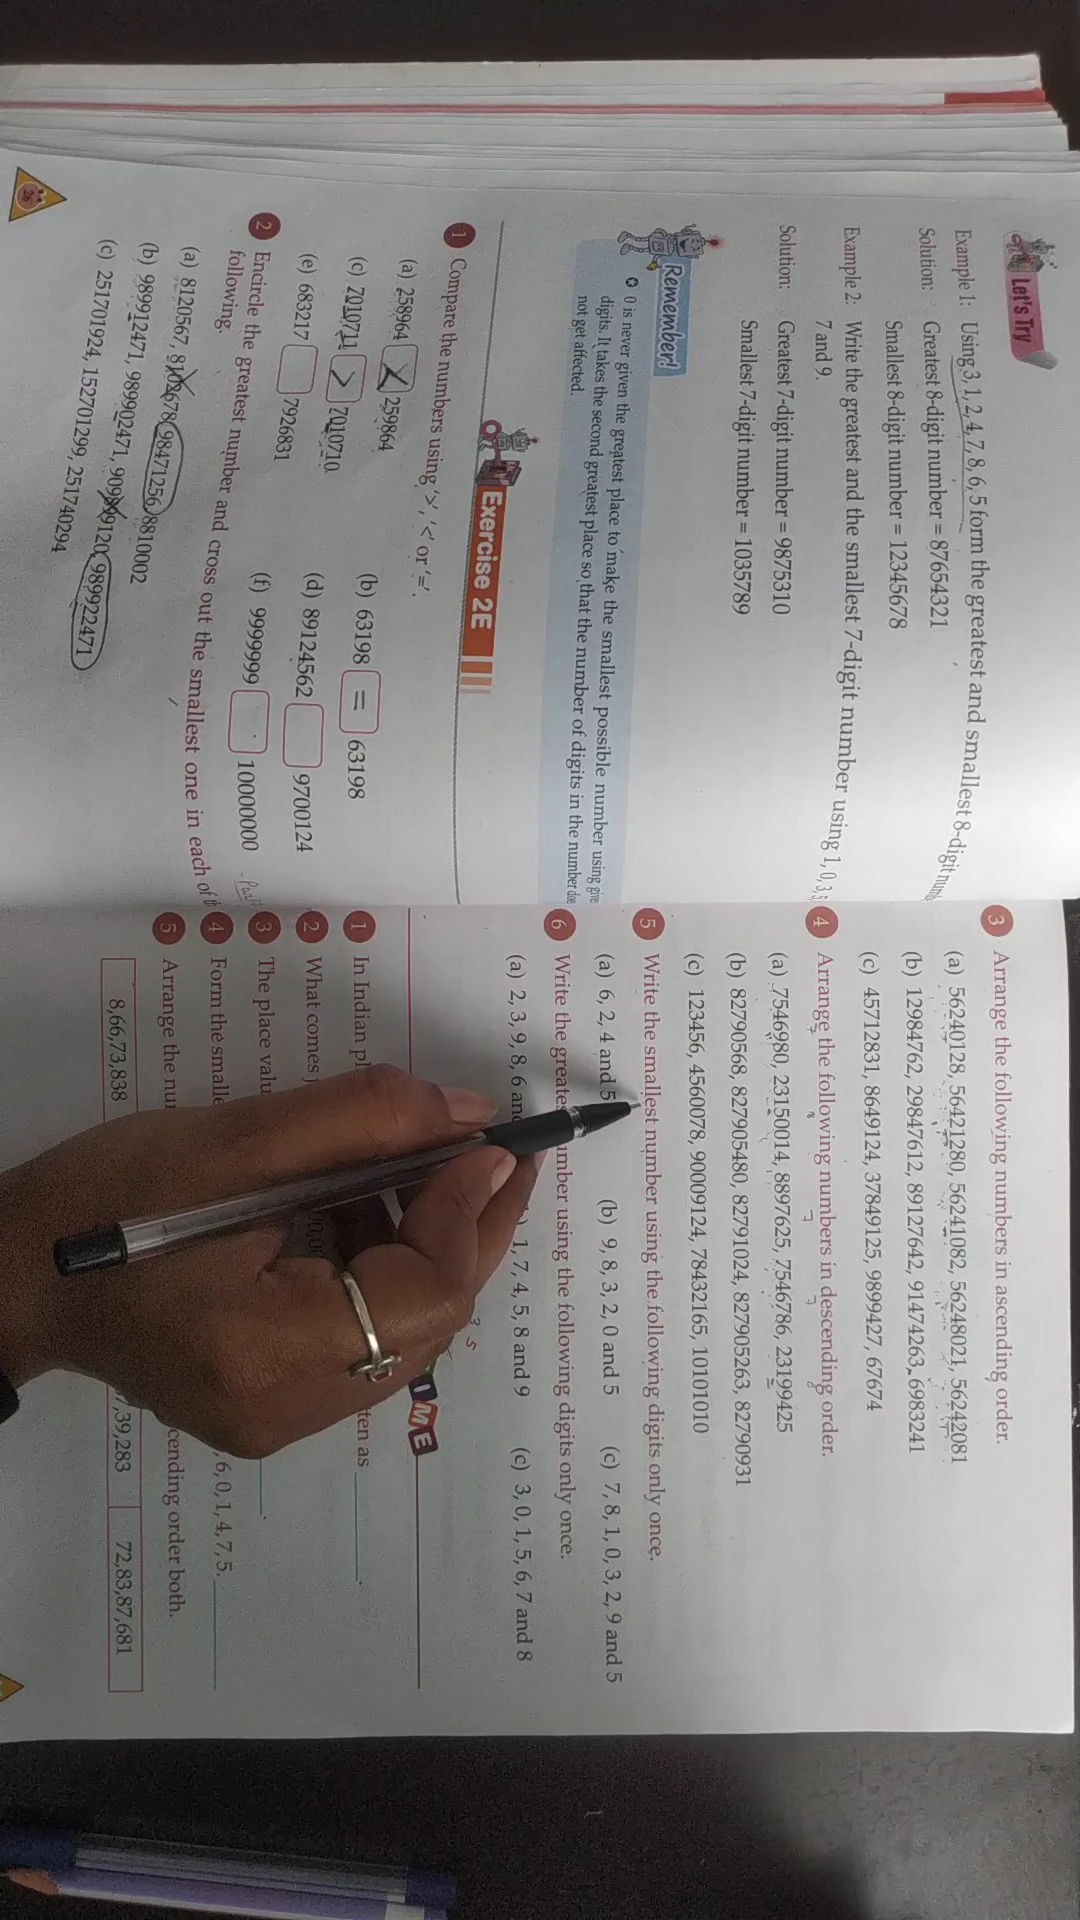 Let's Try
Example 1: Using 3, 1, 2, 4, 7, 8, 6, 5 form the greatest and smallest 8-digit numb
Solution: Greatest 8-digit number = 87654321
Smallest 8-digit number = 12345678
Example 2: Write the greatest and the smallest 7-digit number using 1, 0, 3,
7 and 9.
Solution: Greatest 7-digit number = 9875310
Smallest 7-digit number = 1035789
Remember!
0 is never given the greatest place to make the smallest possible number using give
digits. It takes the second greatest place so that the number of digits in the number doe
not get affected.
Exercise 2E
1 Compare the numbers using '>', '<' or '='.
(a) 258964 259864 (b) 63198 = 63198
(c) 7010711 > 7010710 (d) 89124562 9700124
(e) 683217 7926831 (f) 9999999 10000000
2 Encircle the greatest number and cross out the smallest one in each of th
following.
(a) 8120567, 98471256, 8810002
(b) 989912471, 989902471, 989922471
(c) 251701924, 152701299, 251740294
26
3 Arrange the following numbers in ascending order.
(a) 56240128, 56421280, 56241082, 56248021, 56242081
(b) 12984762, 29847612, 89127642, 91474263, 6983241
(c) 45712831, 8649124, 37849125, 9899427, 67674
4 Arrange the following numbers in descending order.
(a) 7546980, 23150014, 8897625, 7546786, 23199425
(b) 82790568, 827905480, 82791024, 827905263, 82790931
(c) 123456, 4560078, 90009124, 78432165, 10101010
5 Write the smallest number using the following digits only once.
(a) 6, 2, 4 and 5 (b) 9, 8, 3, 2, 0 and 5 (c) 7, 8, 1, 0, 3, 2, 9 and 5
6 Write the greate umber using the following digits only once.
(a) 2, 3, 9, 8, 6 and 1, 7, 4, 5, 8 and 9 (c) 3, 0, 1, 5, 6, 7 and 8
IME
1 In Indian pl ten as
2 What comes
3 The place valu
4 Form the smalle , 6, 0, 1, 4, 7, 5.
5 Arrange the nu cending order both.
8,66,73,838 ,39,283 72,83,87,681